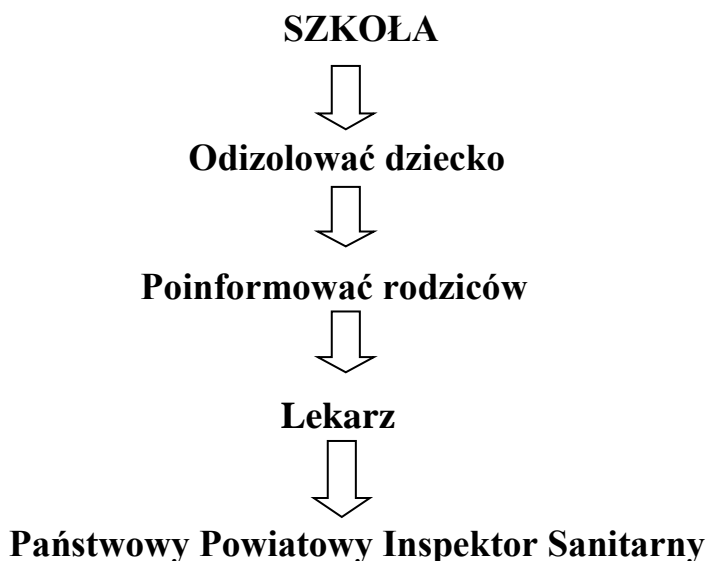 SZKOŁA
Odizolować dziecko
Poinformować rodziców
Lekarz
Państwowy Powiatowy Inspektor Sanitarny